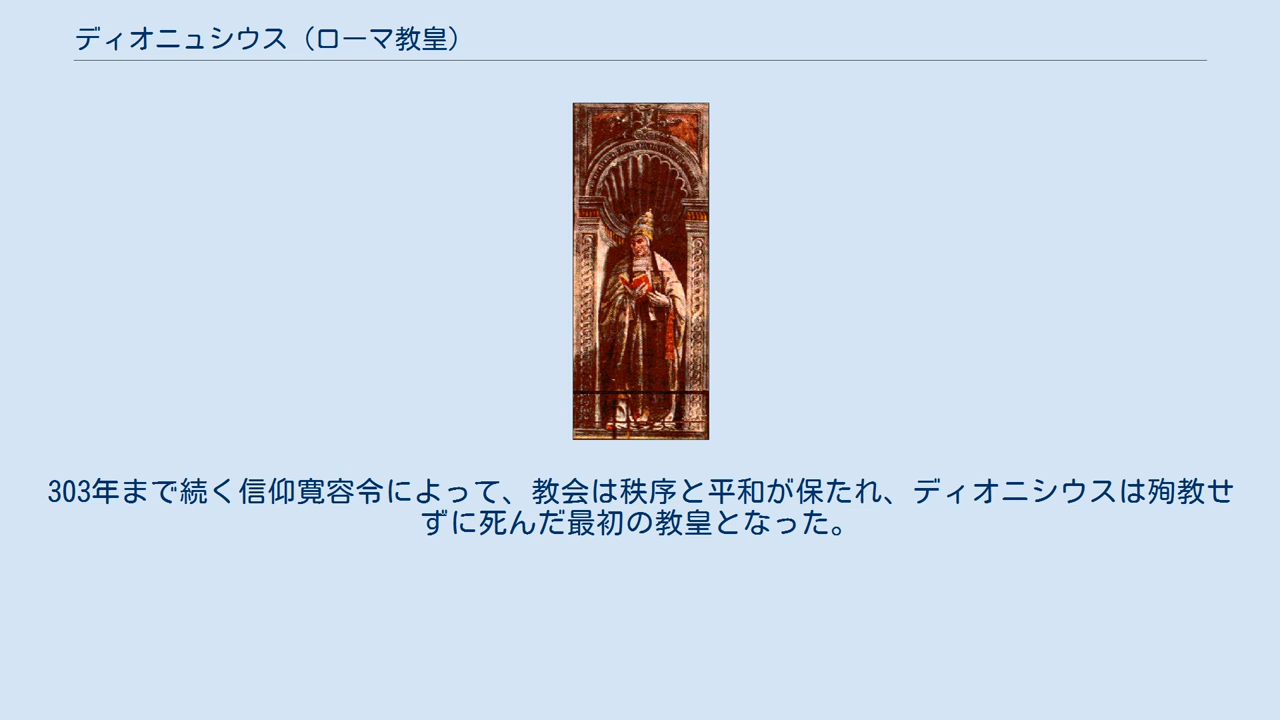 ディオニュシウス（ローマ教皇）
303年まで続く信仰寛容令によって、教会は秩序と平和が保たれ、ディオニシウスは殉教せ
ずに死んだ最初の教皇となった。